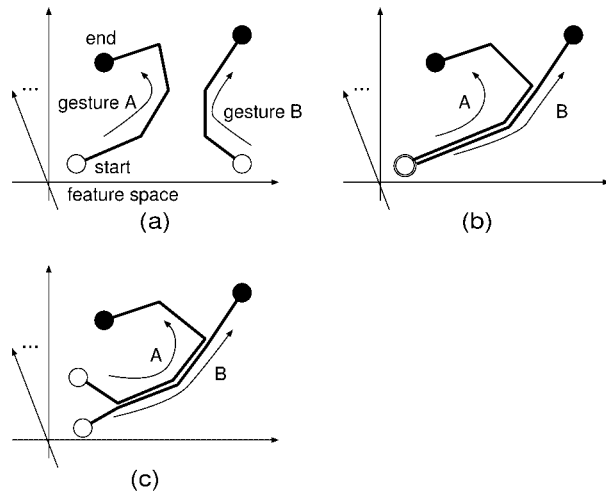 end
...
gesture A
gesture B
start
feature space
(a)
...
A
B
(b)
...
A
B
(c)